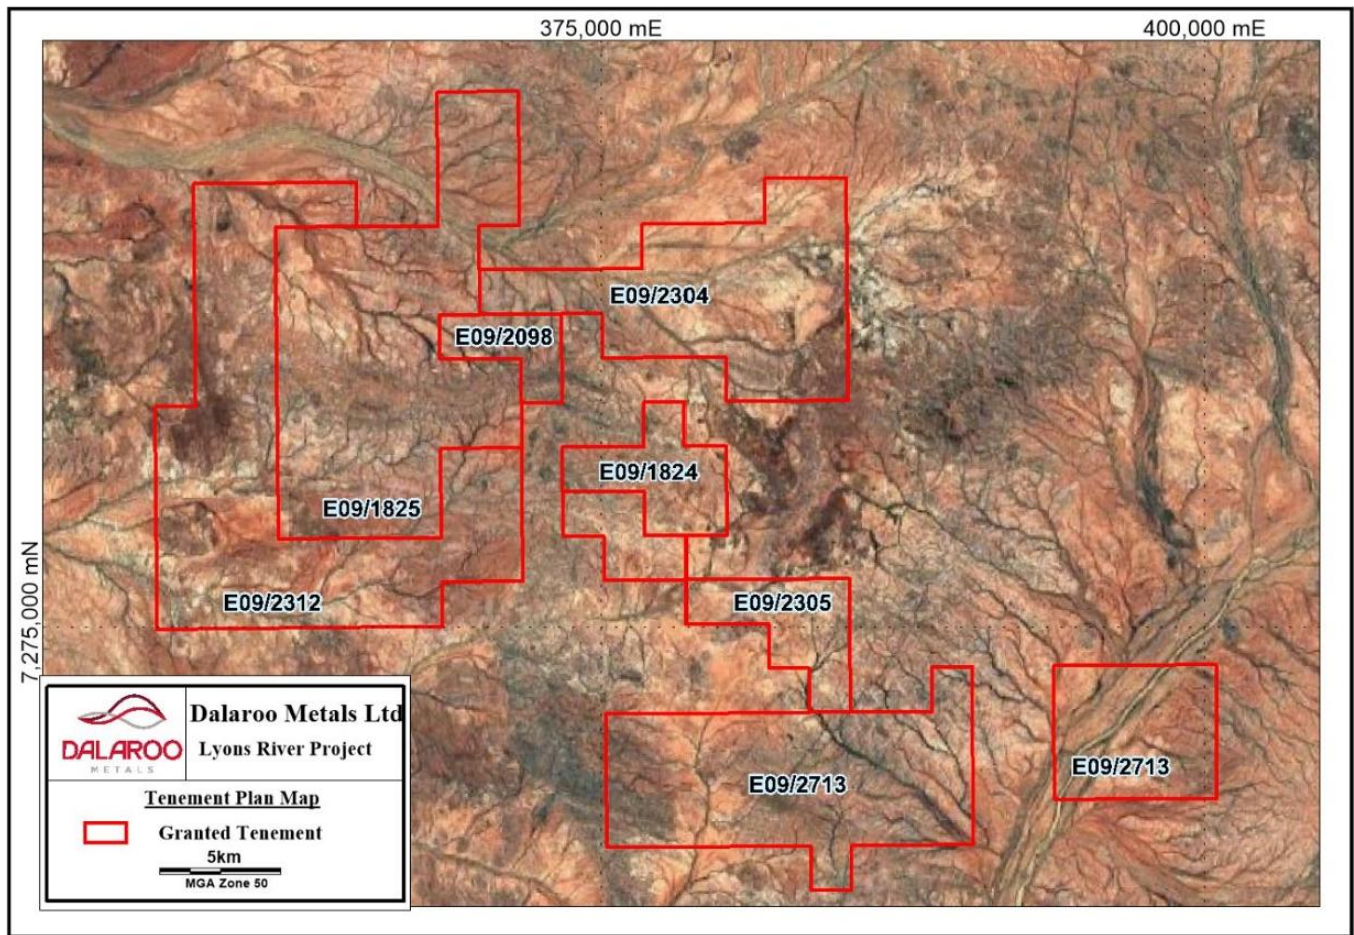 375,000 mE
400,000 mE
E09/2304
E09/2098
E09/1824
E09/1825
E09/2312
E09/2305
7,275,000 mN
E09/2713
E09/2713
DALAROO
METALS
Dalaroo Metals Ltd
Lyons River Project
Tenement Plan Map
Granted Tenement
5km
MGA Zone 50